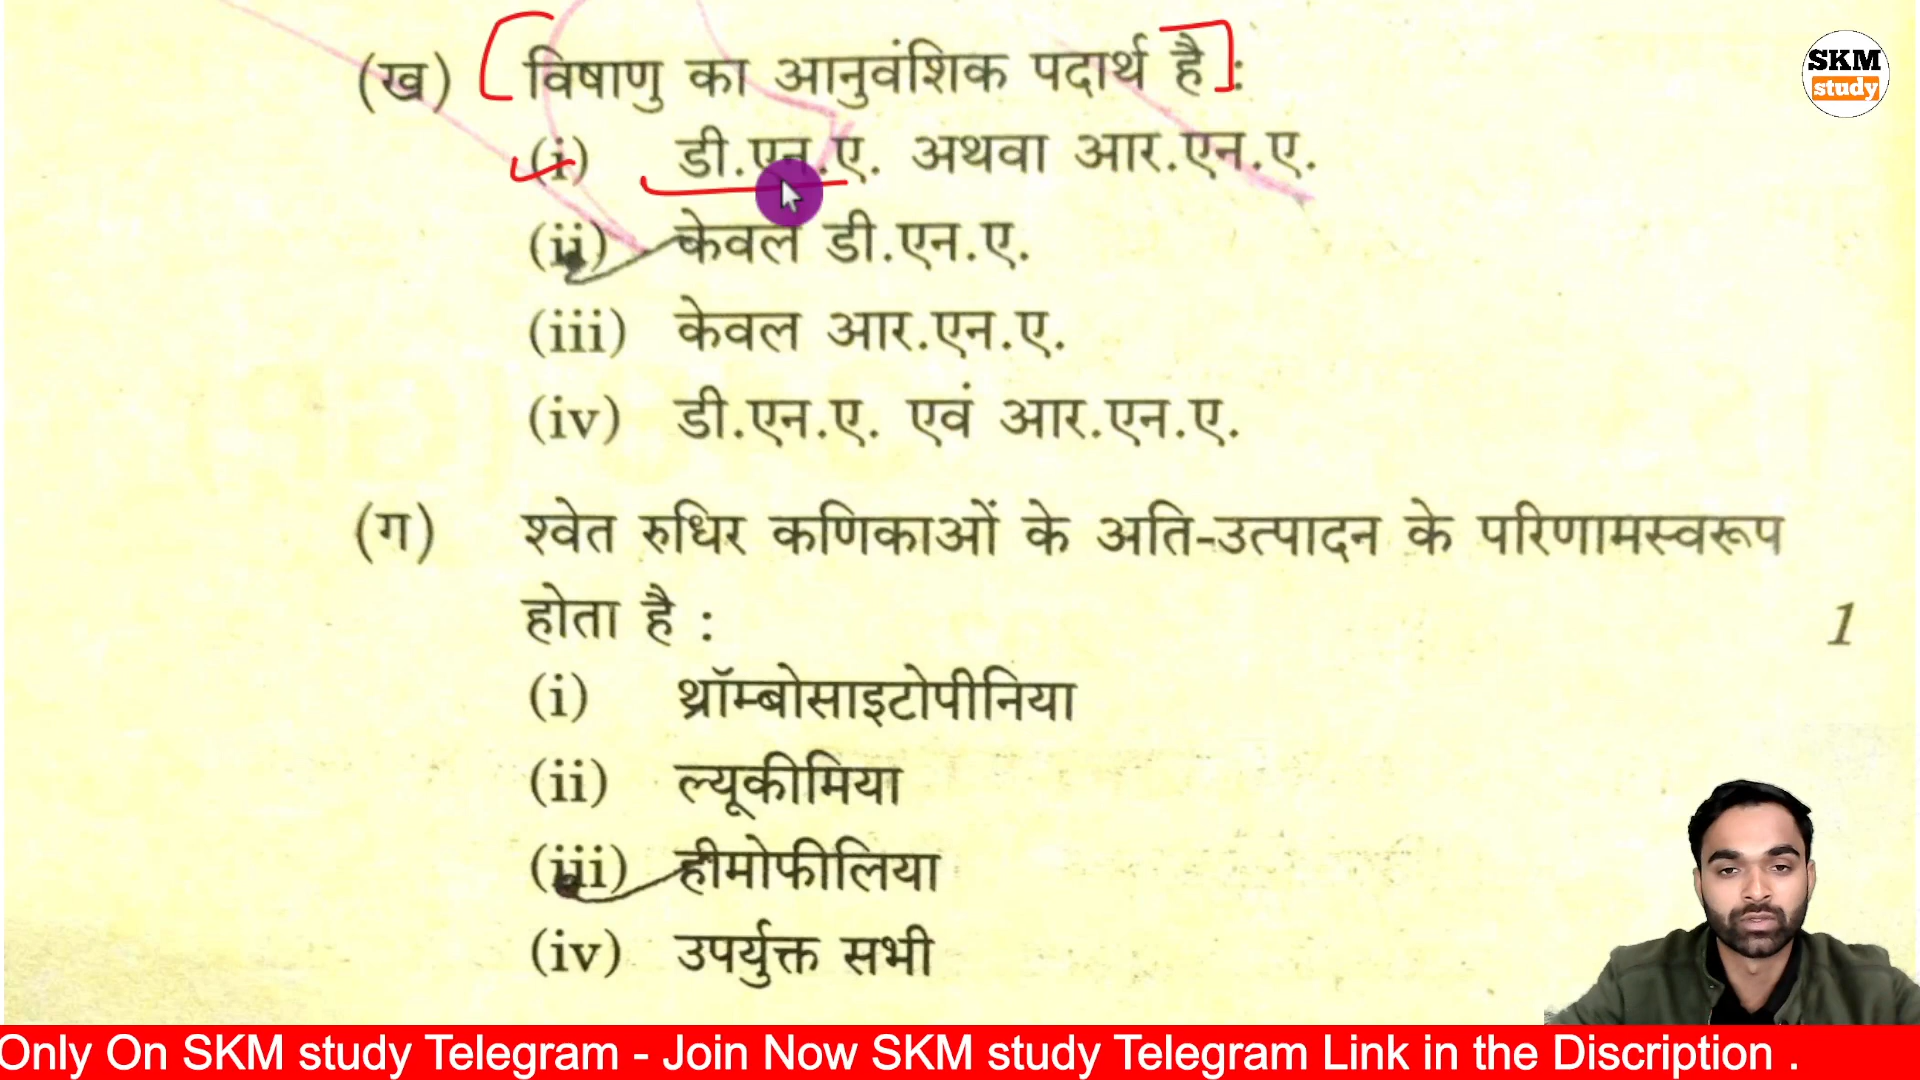 SKM
study
(ख) विषाणु का आनुवंशिक पदार्थ है :
(i) डी.एन.ए. अथवा आर.एन.ए.
(ii) केवल डी.एन.ए.
(iii) केवल आर.एन.ए.
(iv) डी.एन.ए. एवं आर.एन.ए.
(ग) श्वेत रुधिर कणिकाओं के अति-उत्पादन के परिणामस्वरूप
होता है : 1
(i) थ्रॉम्बोसाइटोपीनिया
(ii) ल्यूकीमिया
(iii) हीमोफीलिया
(iv) उपर्युक्त सभी
Only On SKM study Telegram - Join Now SKM study Telegram Link in the Discription .